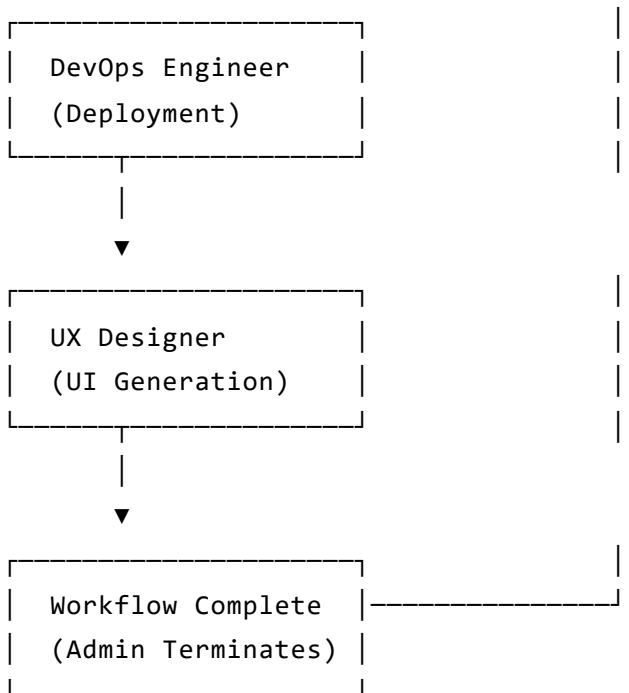 DevOps Engineer
(Deployment)
UX Designer
(UI Generation)
Workflow Complete
(Admin Terminates)